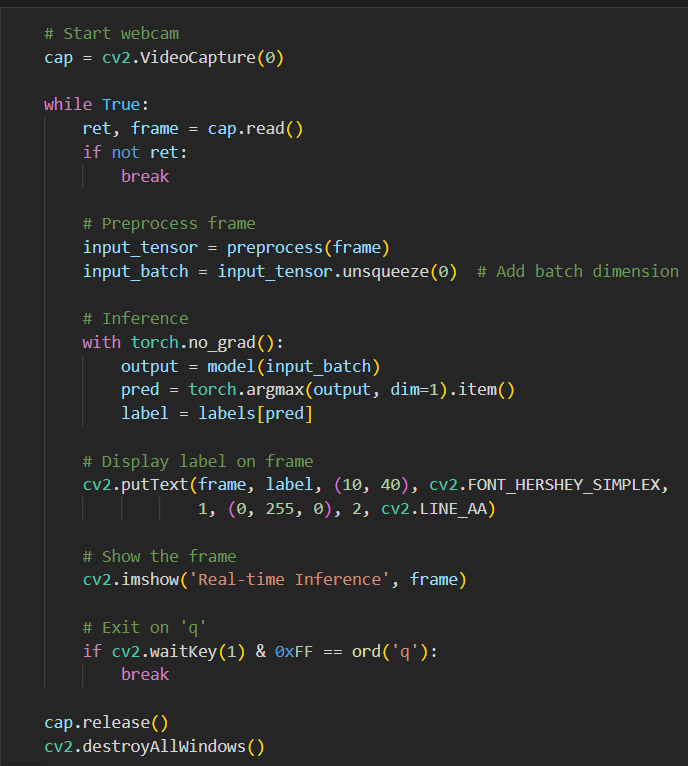 # Start webcam
cap = cv2.VideoCapture(0)
while True:
ret, frame = cap.read()
if not ret:
break
# Preprocess frame
input_tensor = preprocess(frame)
input_batch = input_tensor.unsqueeze(0)  # Add batch dimension
# Inference
with torch.no_grad():
output = model(input_batch)
pred = torch.argmax(output, dim=1).item()
label = labels[pred]
# Display label on frame
cv2.putText(frame, label, (10, 40), cv2.FONT_HERSHEY_SIMPLEX,
1, (0, 255, 0), 2, cv2.LINE_AA)
# Show the frame
cv2.imshow('Real-time Inference', frame)
# Exit on 'q'
if cv2.waitKey(1) & 0xFF == ord('q'):
break
cap.release()
cv2.destroyAllWindows()